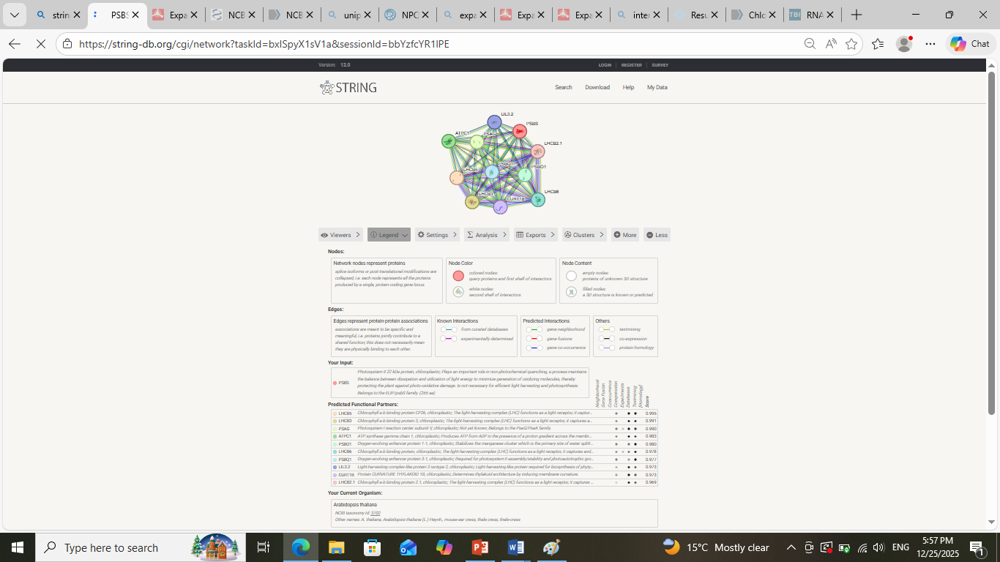 strin
PSBS
Expa
NCB
NCB
unip
NPC
expa
Expa
Expa
inter
Resu
Chlo
RNA
https://string-db.org/cgi/network?taskId=bxlSpyX1sV1a&sessionId=bbYzfcYR1IPE
Chat
Version: 12.0
LOGIN | REGISTER | SURVEY
STRING
Search Download Help My Data
LIL3.2
PSBS
ATPC1
PSAG
LHCB2.1
PSBQ1
PSBO1
LHCB5
LHCB3
CURT1B
LHCB6
Viewers Legend Settings Analysis Exports Clusters More Less
Nodes:
Network nodes represent proteins
splice isoforms or post-translational modifications are
collapsed, i.e. each node represents all the proteins
produced by a single, protein-coding gene locus.
Node Color
colored nodes:
query proteins and first shell of interactors
white nodes:
second shell of interactors
Node Content
empty nodes:
proteins of unknown 3D structure
filled nodes:
a 3D structure is known or predicted
Edges:
Edges represent protein-protein associations
associations are meant to be specific and
meaningful, i.e. proteins jointly contribute to a
shared function; this does not necessarily mean
they are physically binding to each other.
Known Interactions
from curated databases
experimentally determined
Predicted Interactions
gene neighborhood
gene fusions
gene co-occurrence
Others
textmining
co-expression
protein homology
Your Input:
PSBS
Photosystem II 22 kDa protein, chloroplastic; Plays an important role in non-photochemical quenching, a process maintains
the balance between dissipation and utilization of light energy to minimize generation of oxidizing molecules, thereby
protecting the plant against photo-oxidative damage. Is not necessary for efficient light harvesting and photosynthesis.
Belongs to the ELIP/psbS family. (265 aa)
Neighborhood
Gene Fusion
Cooccurrence
Coexpression
Experiments
Databases
Textmining
[Homology]
Score
Predicted Functional Partners:
LHCB5 Chlorophyll a-b binding protein CP26, chloroplastic; The light-harvesting complex (LHC) functions as a light receptor, it captur... 0.995
LHCB3 Chlorophyll a-b binding protein 3, chloroplastic; The light-harvesting complex (LHC) functions as a light receptor, it captures a... 0.991
PSAG Photosystem I reaction center subunit V, chloroplastic; Not yet known; Belongs to the PsaG/PsaK family. 0.990
ATPC1 ATP synthase gamma chain 1, chloroplastic; Produces ATP from ADP in the presence of a proton gradient across the membr... 0.983
PSBO1 Oxygen-evolving enhancer protein 1-1, chloroplastic; Stabilizes the manganese cluster which is the primary site of water splitt... 0.980
LHCB6 Chlorophyll a-b binding protein, chloroplastic; The light-harvesting complex (LHC) functions as a light receptor, it captures and... 0.978
PSBQ1 Oxygen-evolving enhancer protein 3-1, chloroplastic; Required for photosystem II assembly/stability and photoautotrophic gro... 0.977
LIL3.2 Light-harvesting complex-like protein 3 isotype 2, chloroplastic; Light-harvesting-like protein required for biosynthesis of phyty... 0.973
CURT1B Protein CURVATURE THYLAKOID 1B, chloroplastic; Determines thylakoid architecture by inducing membrane curvature. 0.973
LHCB2.1 Chlorophyll a-b binding protein 2.1, chloroplastic; The light-harvesting complex (LHC) functions as a light receptor, it captures ... 0.969
Your Current Organism:
Arabidopsis thaliana
NCBI taxonomy Id: 3702
Other names: A. thaliana, Arabidopsis thaliana (L.) Heynh., mouse-ear cress, thale cress, thale-cress
Type here to search
15°C Mostly clear
ENG
5:57 PM
12/25/2025
1